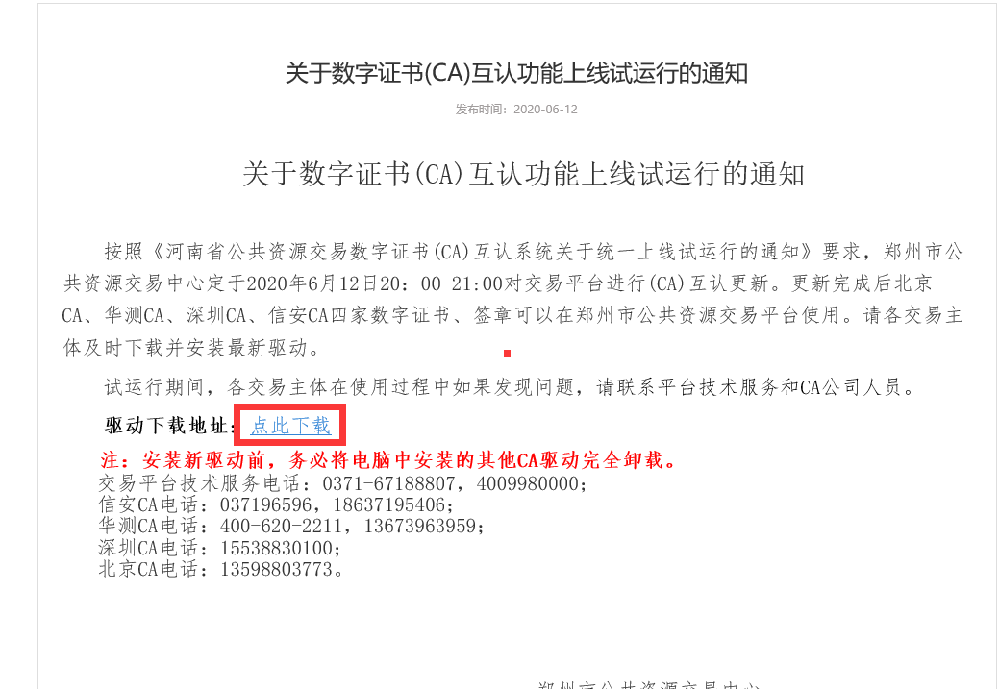 关于数字证书(CA)互认功能上线试运行的通知
发布时间：2020-06-12
关于数字证书(CA)互认功能上线试运行的通知
按照《河南省公共资源交易数字证书(CA)互认系统关于统一上线试运行的通知》要求，郑州市公
共资源交易中心定于2020年6月12日20：00-21:00对交易平台进行(CA)互认更新。更新完成后北京
CA、华测CA、深圳CA、信安CA四家数字证书、签章可以在郑州市公共资源交易平台使用。请各交易主
体及时下载并安装最新驱动。
试运行期间，各交易主体在使用过程中如果发现问题，请联系平台技术服务和CA公司人员。
驱动下载地址：点此下载
注：安装新驱动前，务必将电脑中安装的其他CA驱动完全卸载。
交易平台技术服务电话：0371-67188807，4009980000；
信安CA电话：037196596，18637195406；
华测CA电话：400-620-2211，13673963959；
深圳CA电话：15538830100；
北京CA电话：13598803773。
郑州市公共资源交易中心